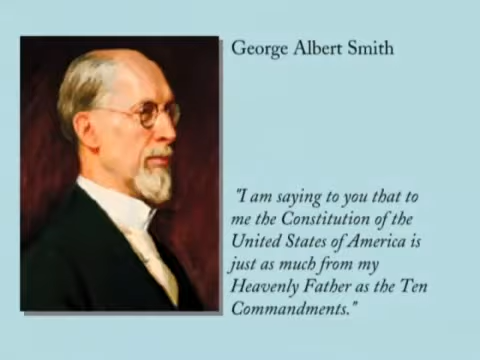 George Albert Smith
"I am saying to you that to
me the Constitution of the
United States of America is
just as much from my
Heavenly Father as the Ten
Commandments."